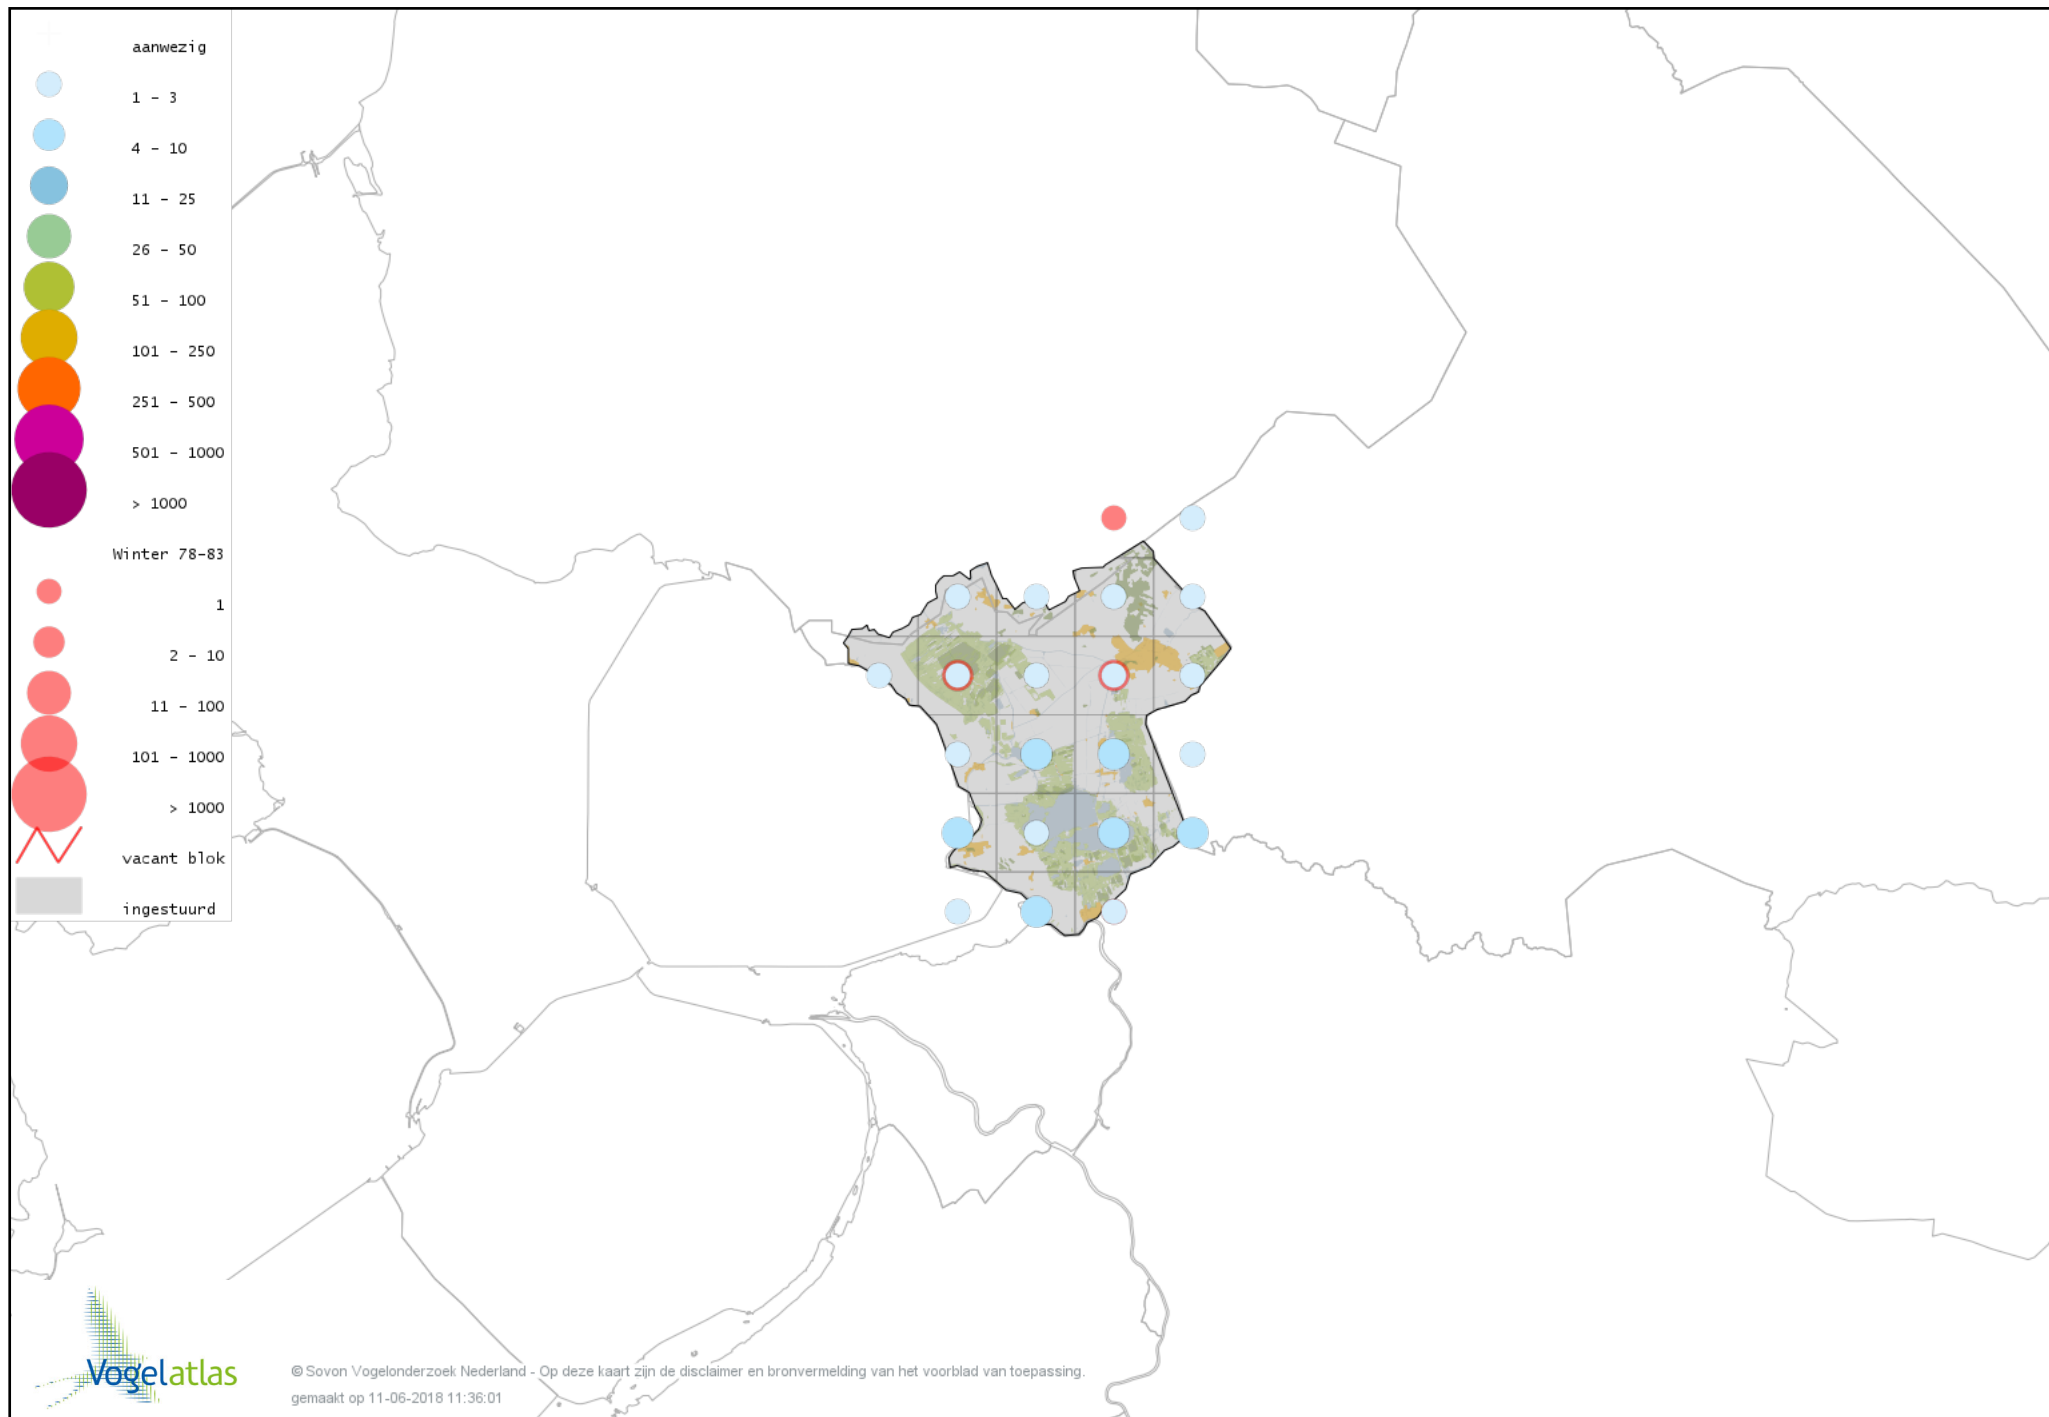 aanwezig
1 - 3
4 - 10
11 - 25
26 - 50
51 - 100
101 - 250
251 - 500
501 - 1000
> 1000
Winter 78-83
1
2 - 10
11 - 100
101 - 1000
> 1000
vacant blok
ingestuurd
Vogelatlas
© Sovon Vogelonderzoek Nederland - Op deze kaart zijn de disclaimer en bronvermelding van het voorblad van toepassing.
gemaakt op 11-06-2018 11:36:01